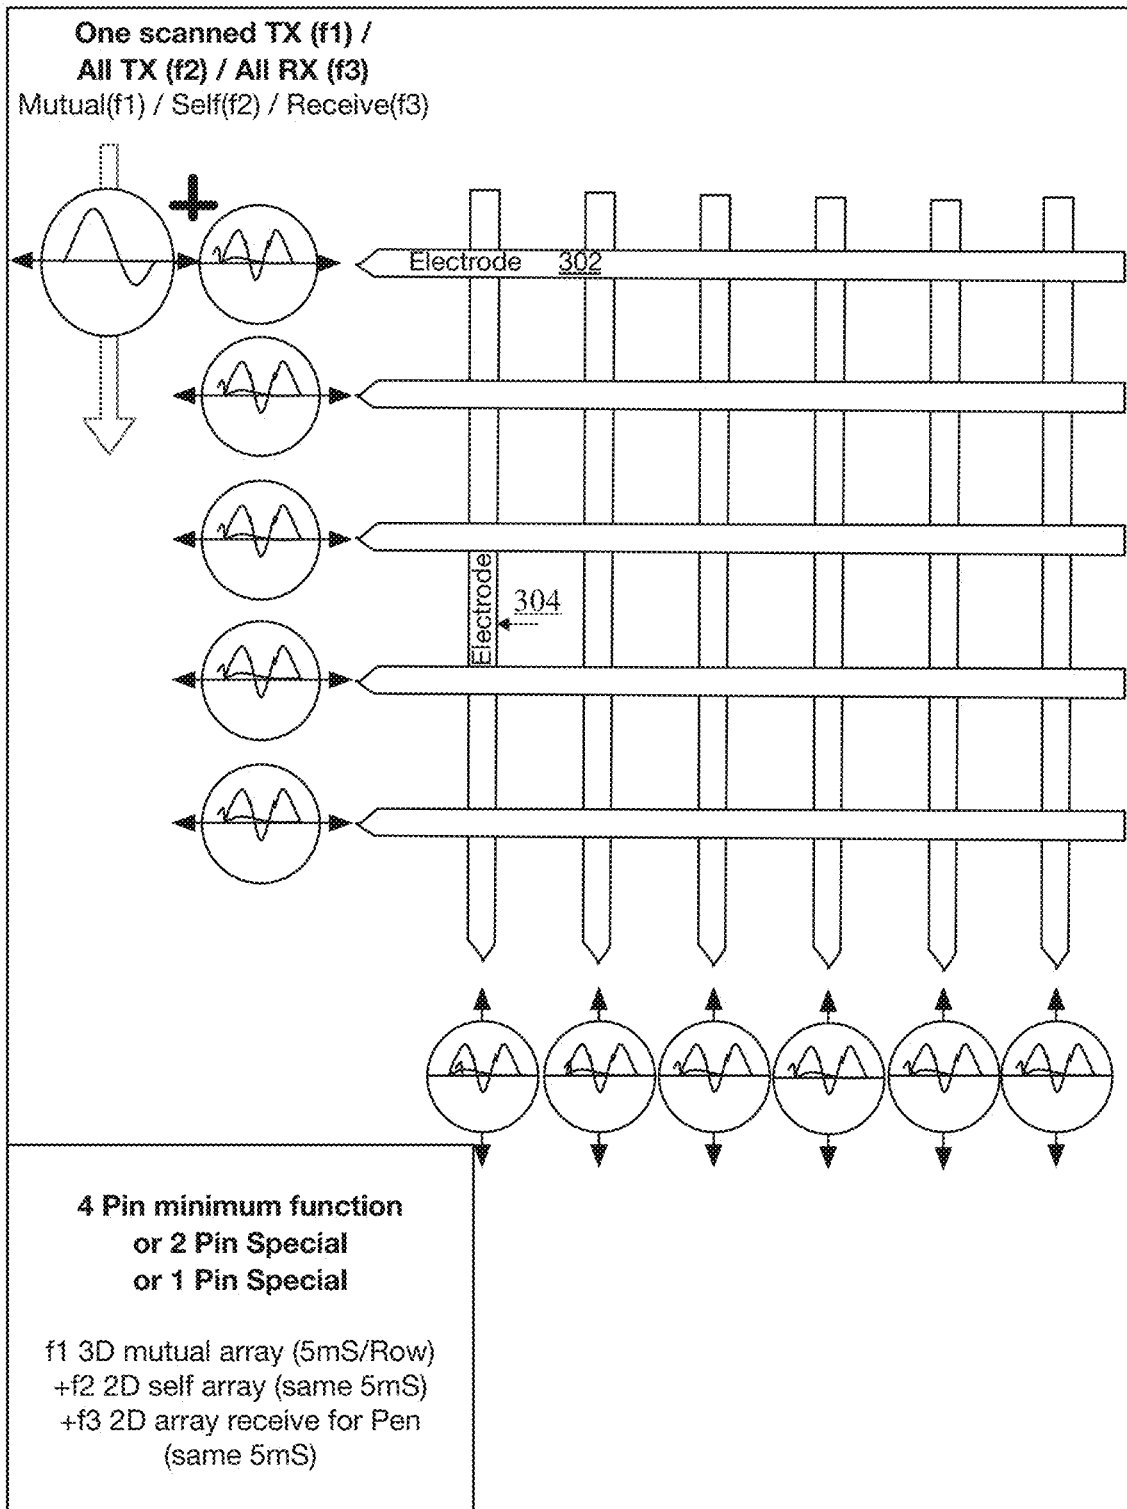 One scanned TX (f1) /
All TX (f2) / All RX (f3)
Mutual(f1) / Self(f2) / Receive(f3)
Electrode 302
Electrode
304
4 Pin minimum function
or 2 Pin Special
or 1 Pin Special
f1 3D mutual array (5mS/Row)
+f2 2D self array (same 5mS)
+f3 2D array receive for Pen
(same 5mS)